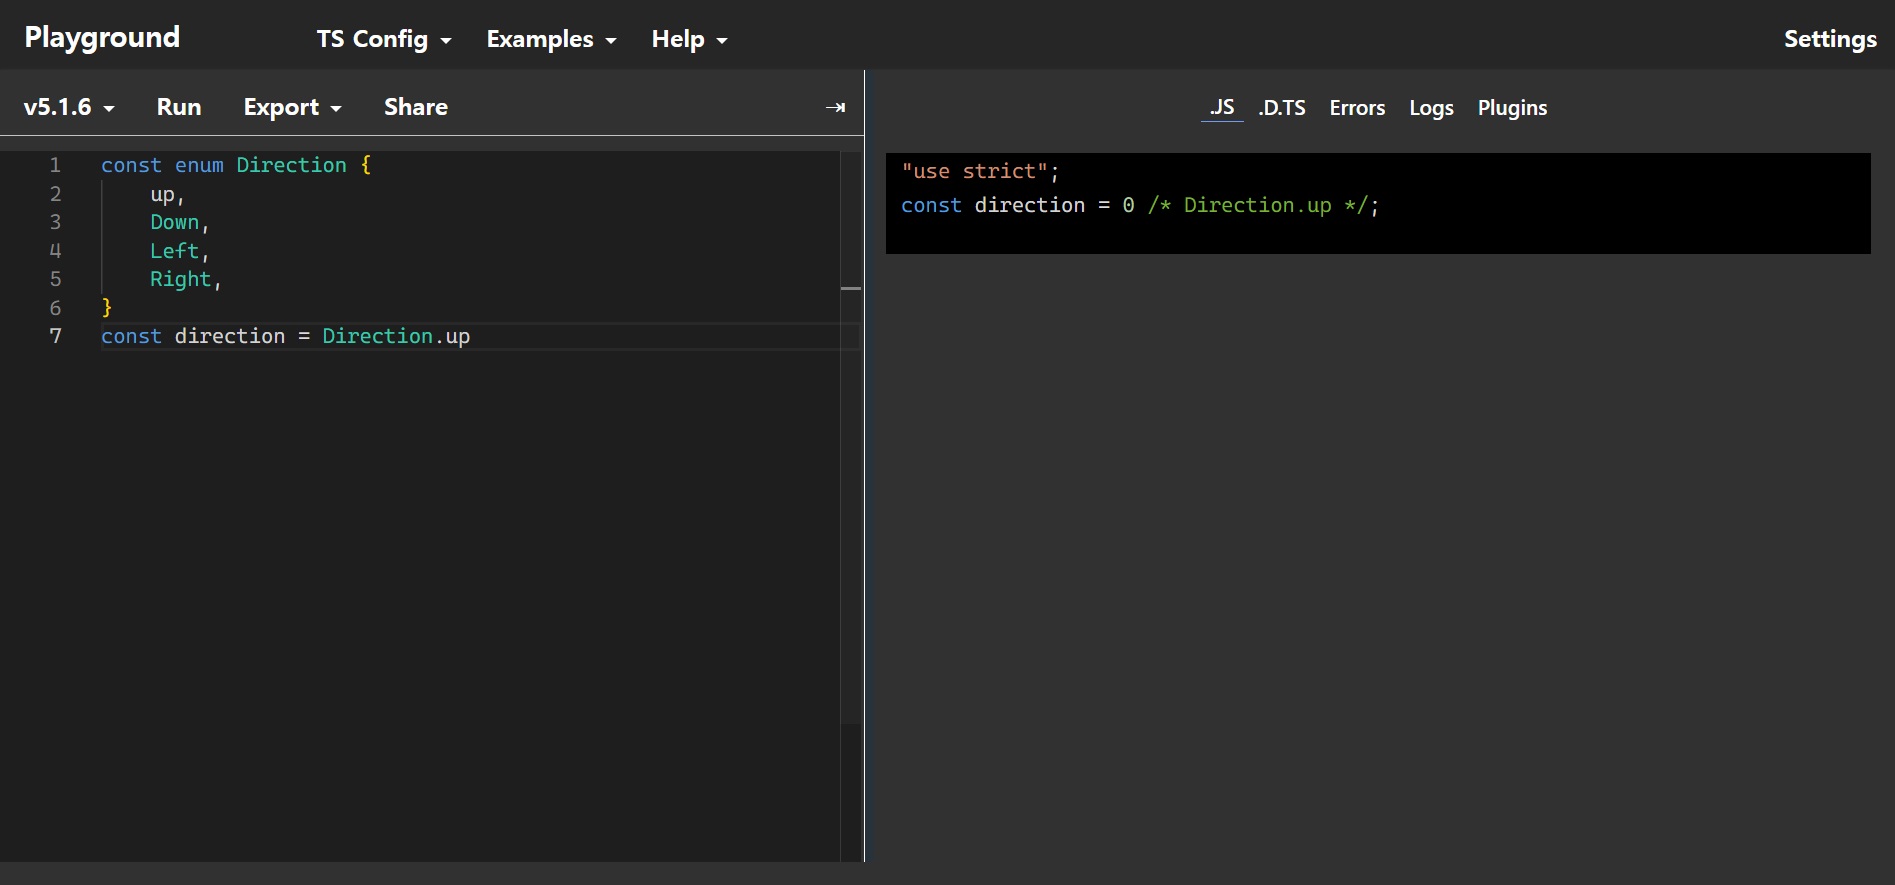 Playground TS Config Examples Help Settings
v5.1.6 Run Export Share ⇥
1 const enum Direction {
2     up,
3     Down,
4     Left,
5     Right,
6 }
7 const direction = Direction.up
.JS .D.TS Errors Logs Plugins
"use strict";
const direction = 0 /* Direction.up */;